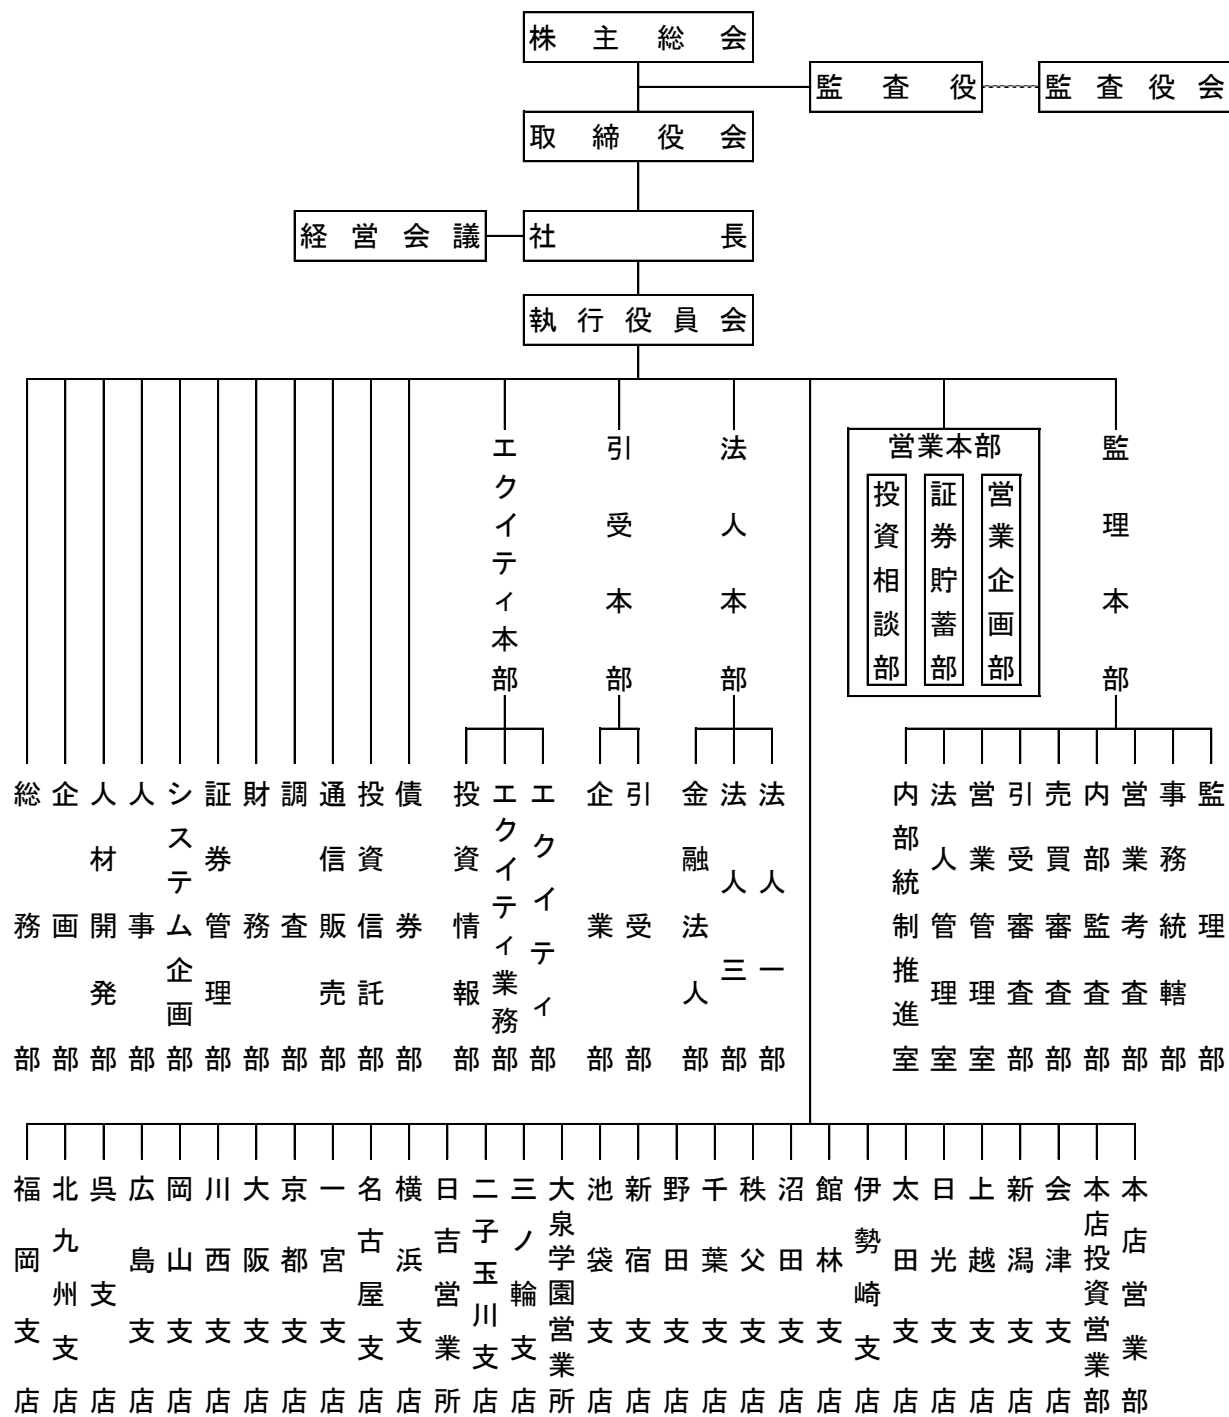 株主総会
監査役
監査役会
取締役会
経営会議
社長
執行役員会
エクイティ本部
引受本部
法人本部
営業本部
投資相談部
証券貯蓄部
営業企画部
監理本部
総務部
企画部
人材開発部
人事部
システム企画部
証券管理部
財務部
調査部
通信販売部
投資信託部
債券部
投資情報部
エクイティ業務部
エクイティ部
企業部
引受部
金融法人部
法人三部
法人一部
内部統制推進室
法人管理室
営業管理室
引受審査部
売買審査部
内部監査部
営業考査部
事務統轄部
監理部
福岡支店
北九州支店
呉支店
広島支店
岡山支店
川西支店
大阪支店
京都支店
一宮支店
名古屋支店
横浜支店
日吉営業所
二子玉川支店
三ノ輪支店
大泉学園営業所
池袋支店
新宿支店
野田支店
千葉支店
秩父支店
沼田支店
館林支店
伊勢崎支店
太田支店
日光支店
上越支店
新潟支店
会津支店
本店投資営業部
本店営業部